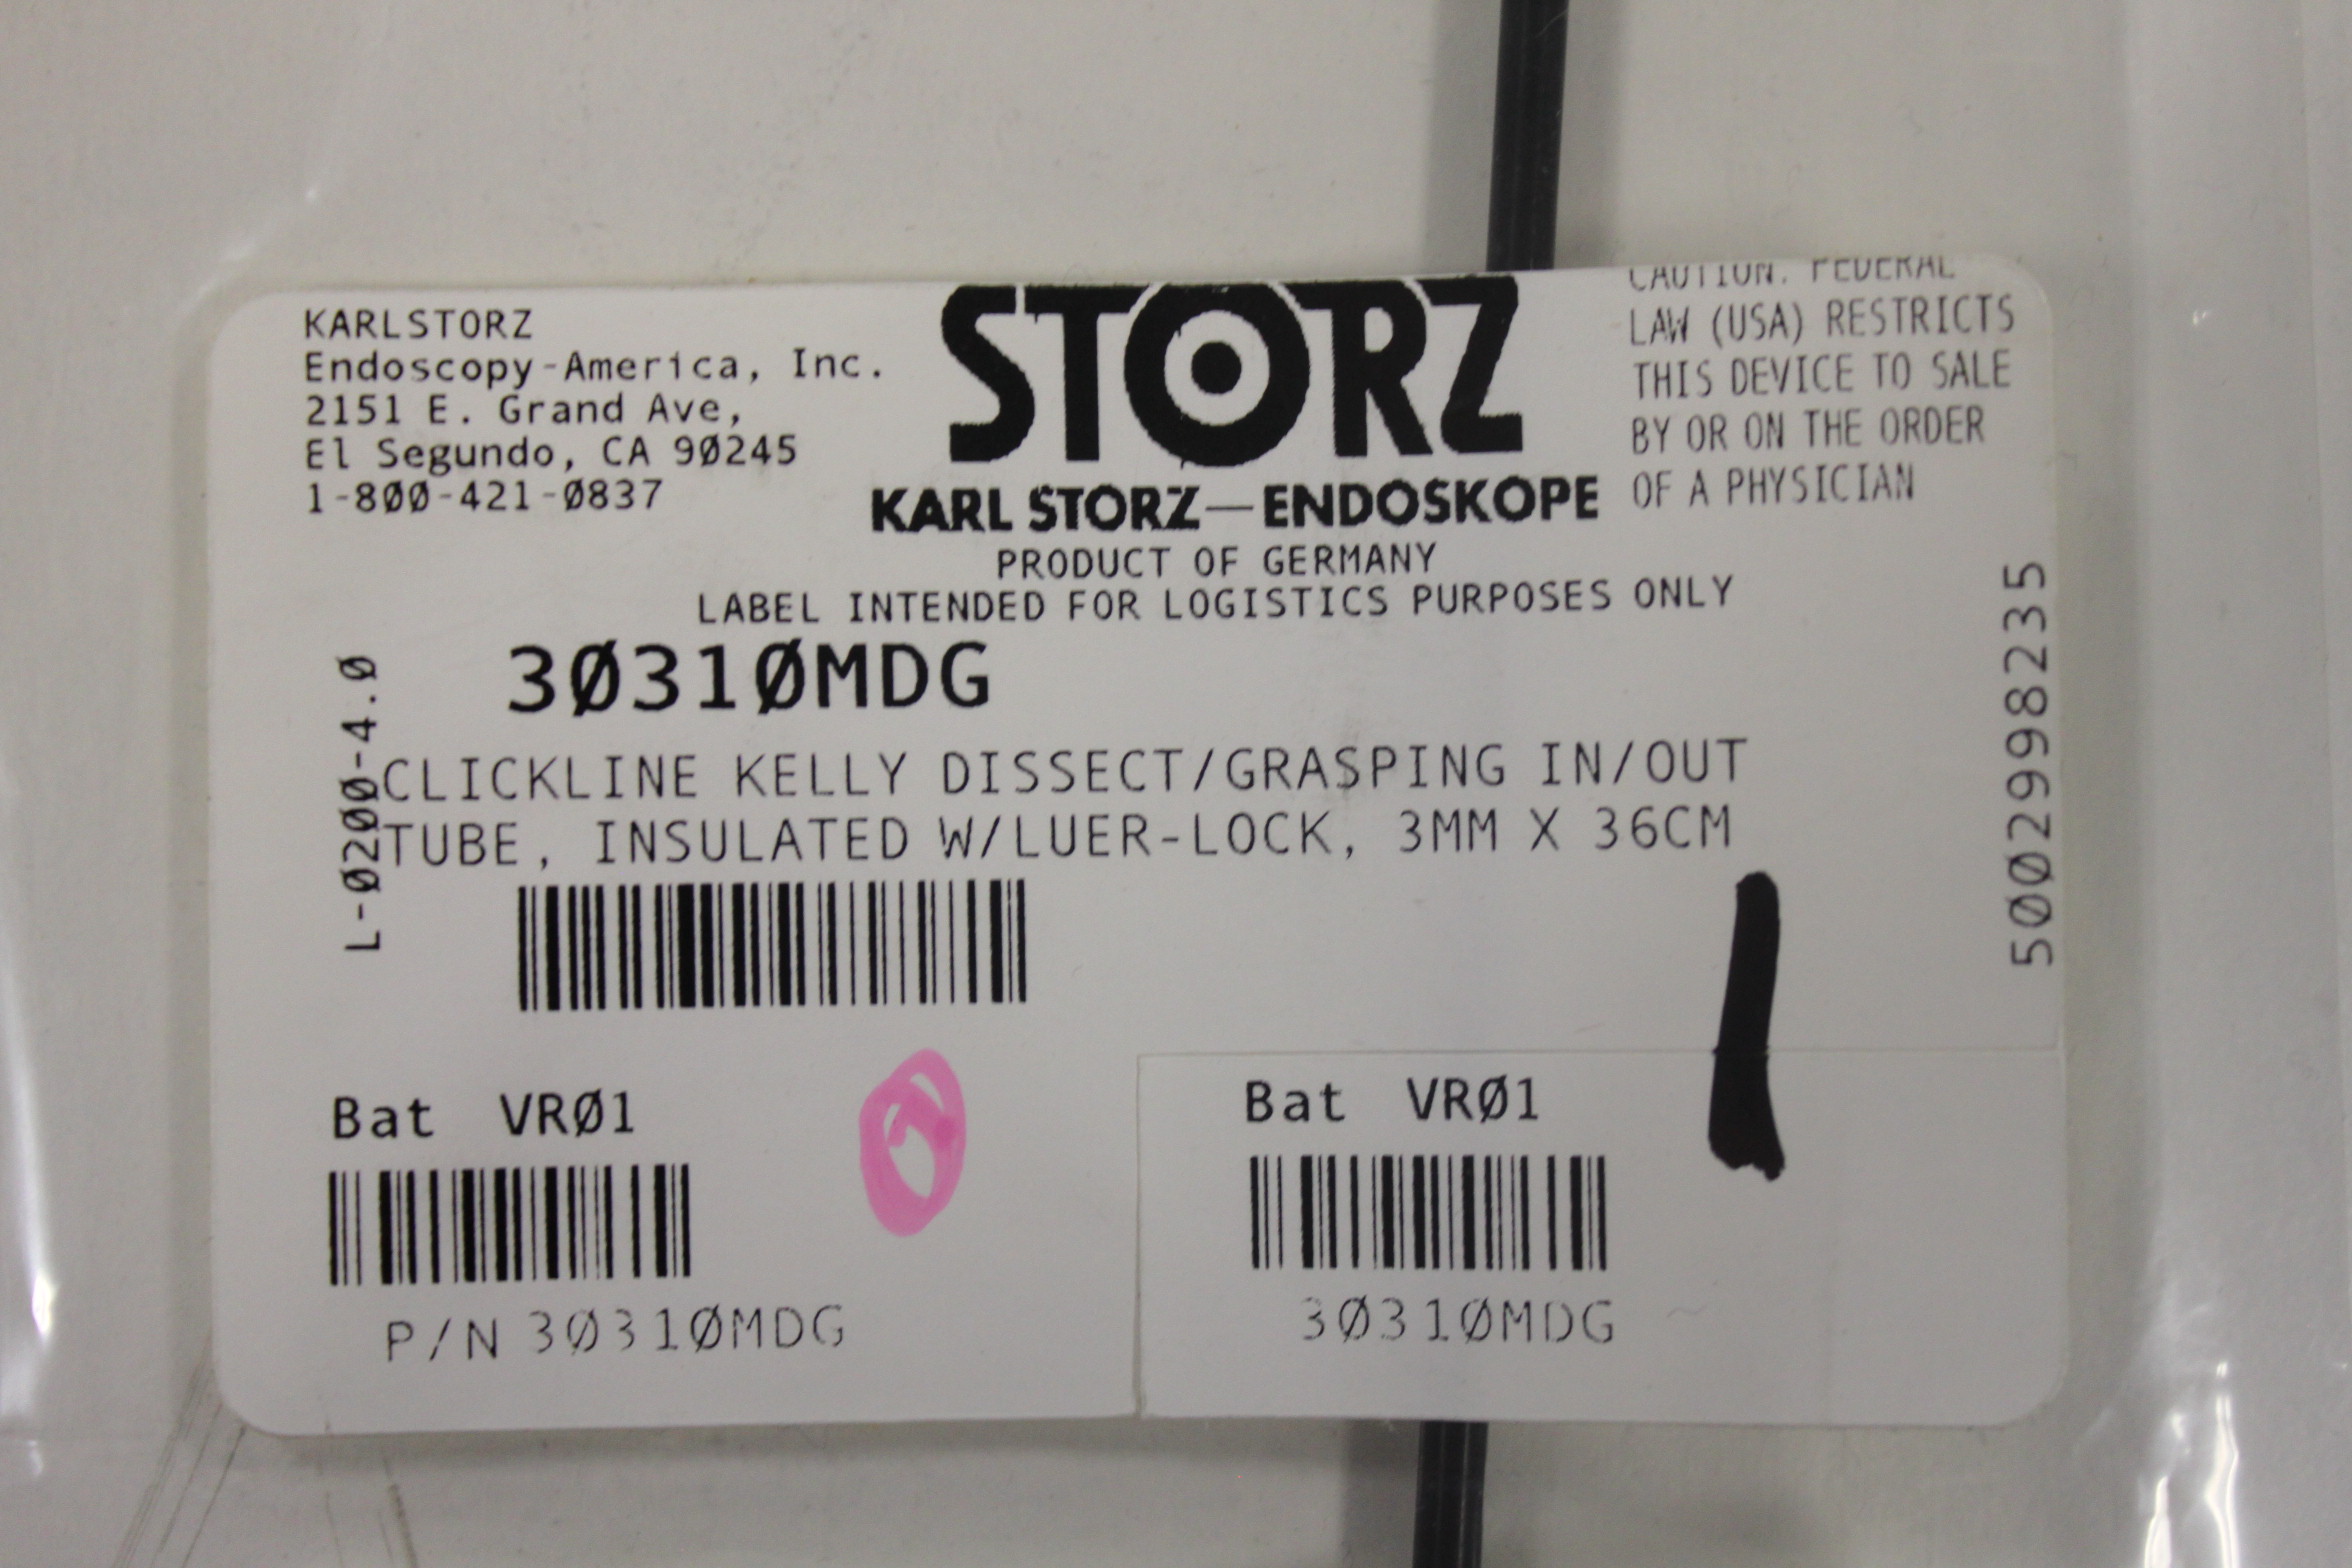 KARLSTORZ
Endoscopy-America, Inc.
2151 E. Grand Ave,
El Segundo, CA 90245
1-800-421-0837
STORZ
KARL STORZ—ENDOSKOPE
CAUTION: FEDERAL
LAW (USA) RESTRICTS
THIS DEVICE TO SALE
BY OR ON THE ORDER
OF A PHYSICIAN
PRODUCT OF GERMANY
LABEL INTENDED FOR LOGISTICS PURPOSES ONLY
30310MDG
L-0200-4.0
CLICKLINE KELLY DISSECT/GRASPING IN/OUT
TUBE, INSULATED W/LUER-LOCK, 3MM X 36CM
5002998235
Bat VR01
P/N 30310MDG
Bat VR01
30310MDG